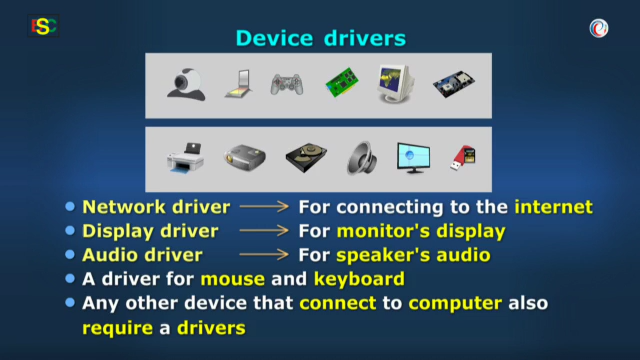 ESC
Device drivers
Network driver → For connecting to the internet
Display driver → For monitor's display
Audio driver → For speaker's audio
A driver for mouse and keyboard
Any other device that connect to computer also
require a drivers